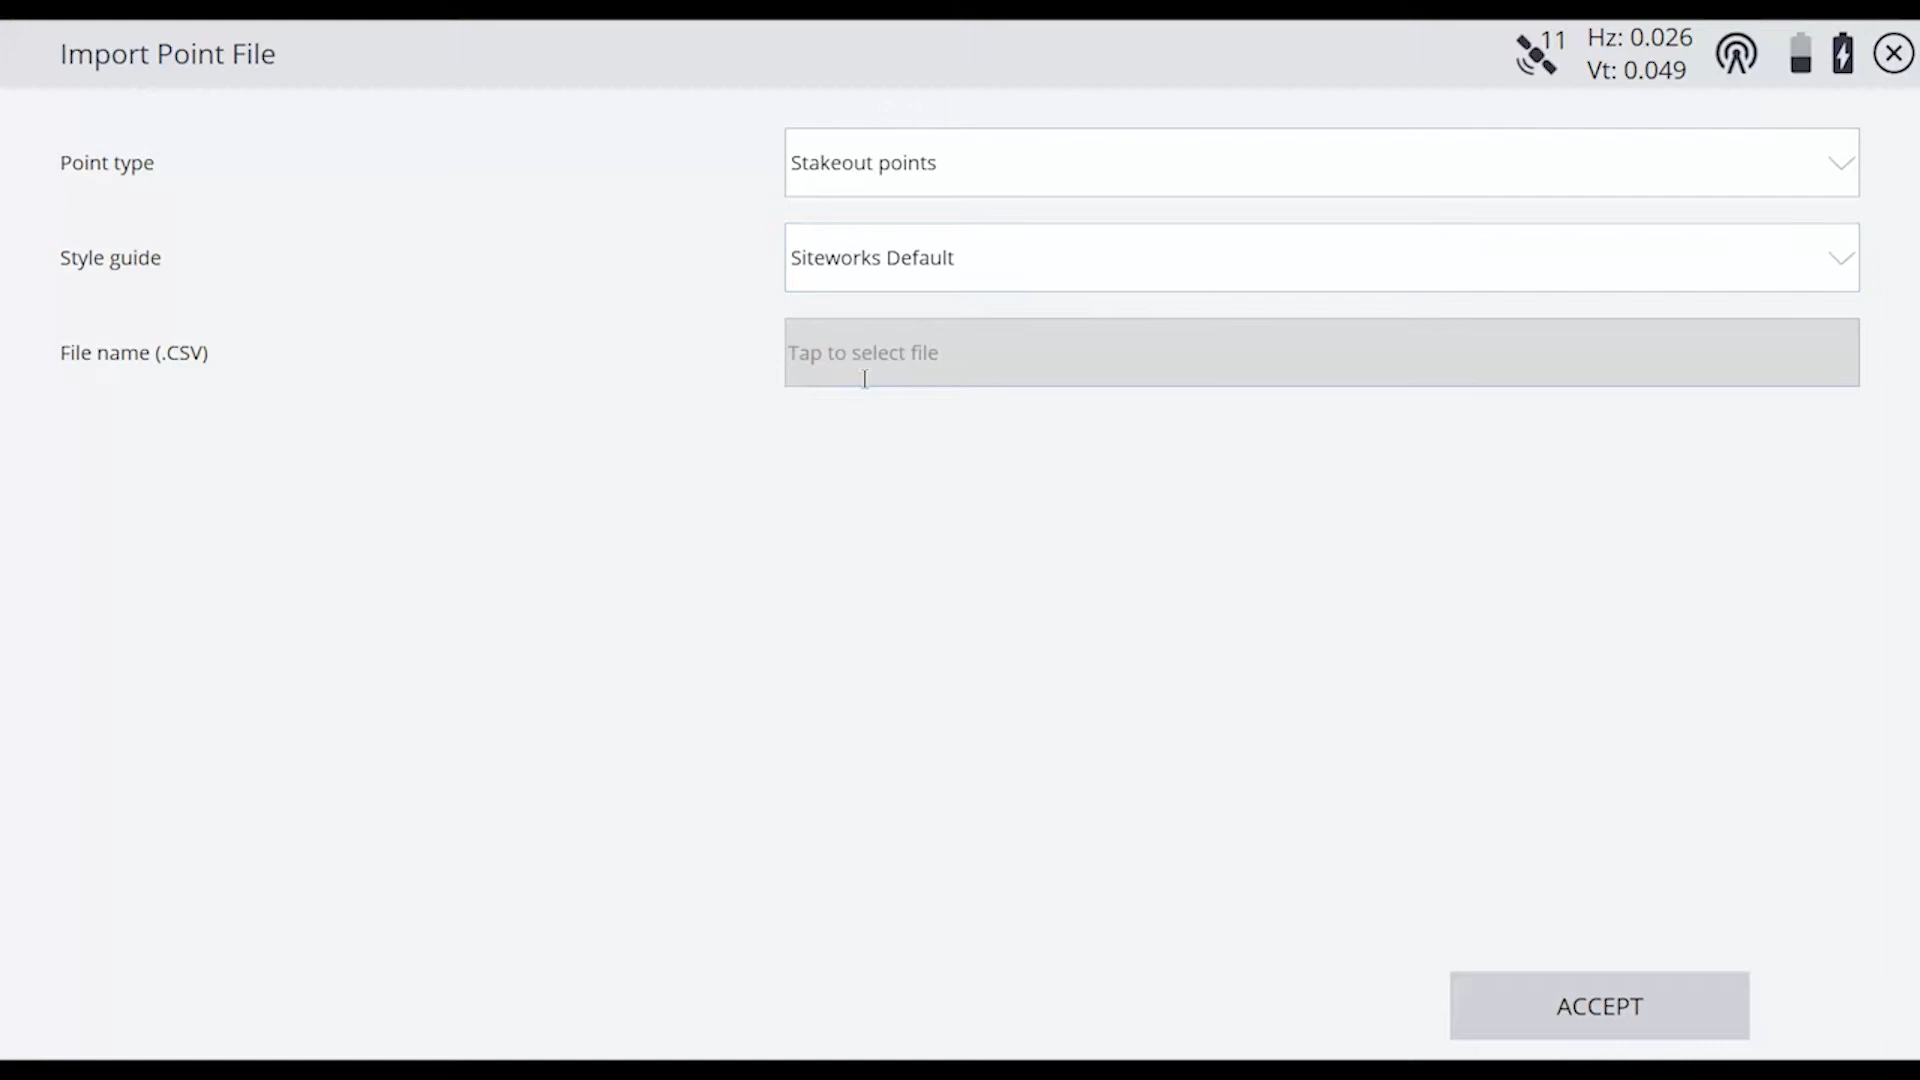 Import Point File
11
Hz: 0.026
Vt: 0.049
Point type
Stakeout points
Style guide
Siteworks Default
File name (.CSV)
Tap to select file
ACCEPT